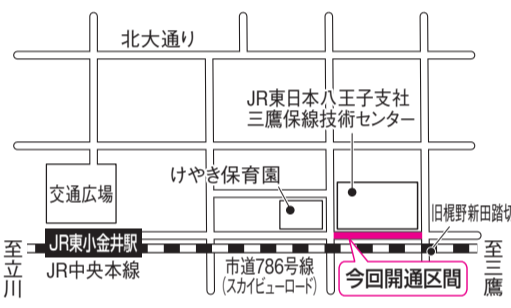 北大通り
JR東日本八王子支社
三鷹保線技術センター
けやき保育園
交通広場
旧梶野新田踏切
JR東小金井駅
至立川
JR中央本線
市道786号線
(スカイビューロード)
今回開通区間
至三鷹